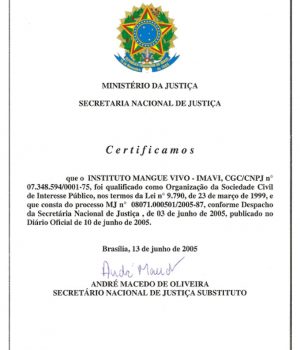 MINISTÉRIO DA JUSTIÇA
SECRETARIA NACIONAL DE JUSTIÇA
Certificamos
que o INSTITUTO MANGUE VIVO - IMAVI, CGC/CNPJ n°
07.348.594/0001-75, foi qualificado como Organização da Sociedade Civil
de Interesse Público, nos termos da Lei n° 9.790, de 23 de março de 1999, e
que consta do processo MJ n° 08071.000501/2005-87, conforme Despacho
da Secretária Nacional de Justiça , de 03 de junho de 2005, publicado no
Diário Oficial de 10 de junho de 2005.
Brasília, 13 de junho de 2005
ANDRÉ MACEDO DE OLIVEIRA
SECRETÁRIO NACIONAL DE JUSTIÇA SUBSTITUTO